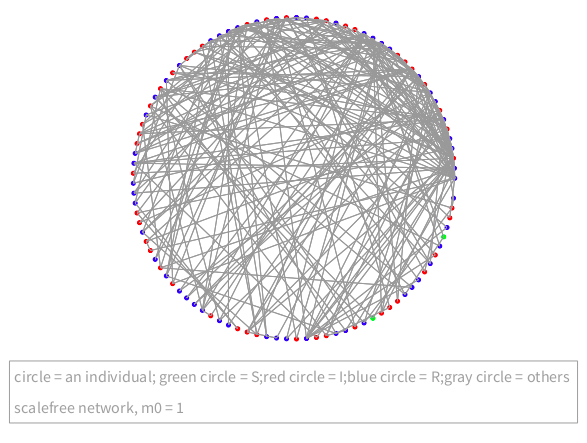 circle = an individual; green circle = S;red circle = I;blue circle = R;gray circle = others
scalefree network, m0 = 1